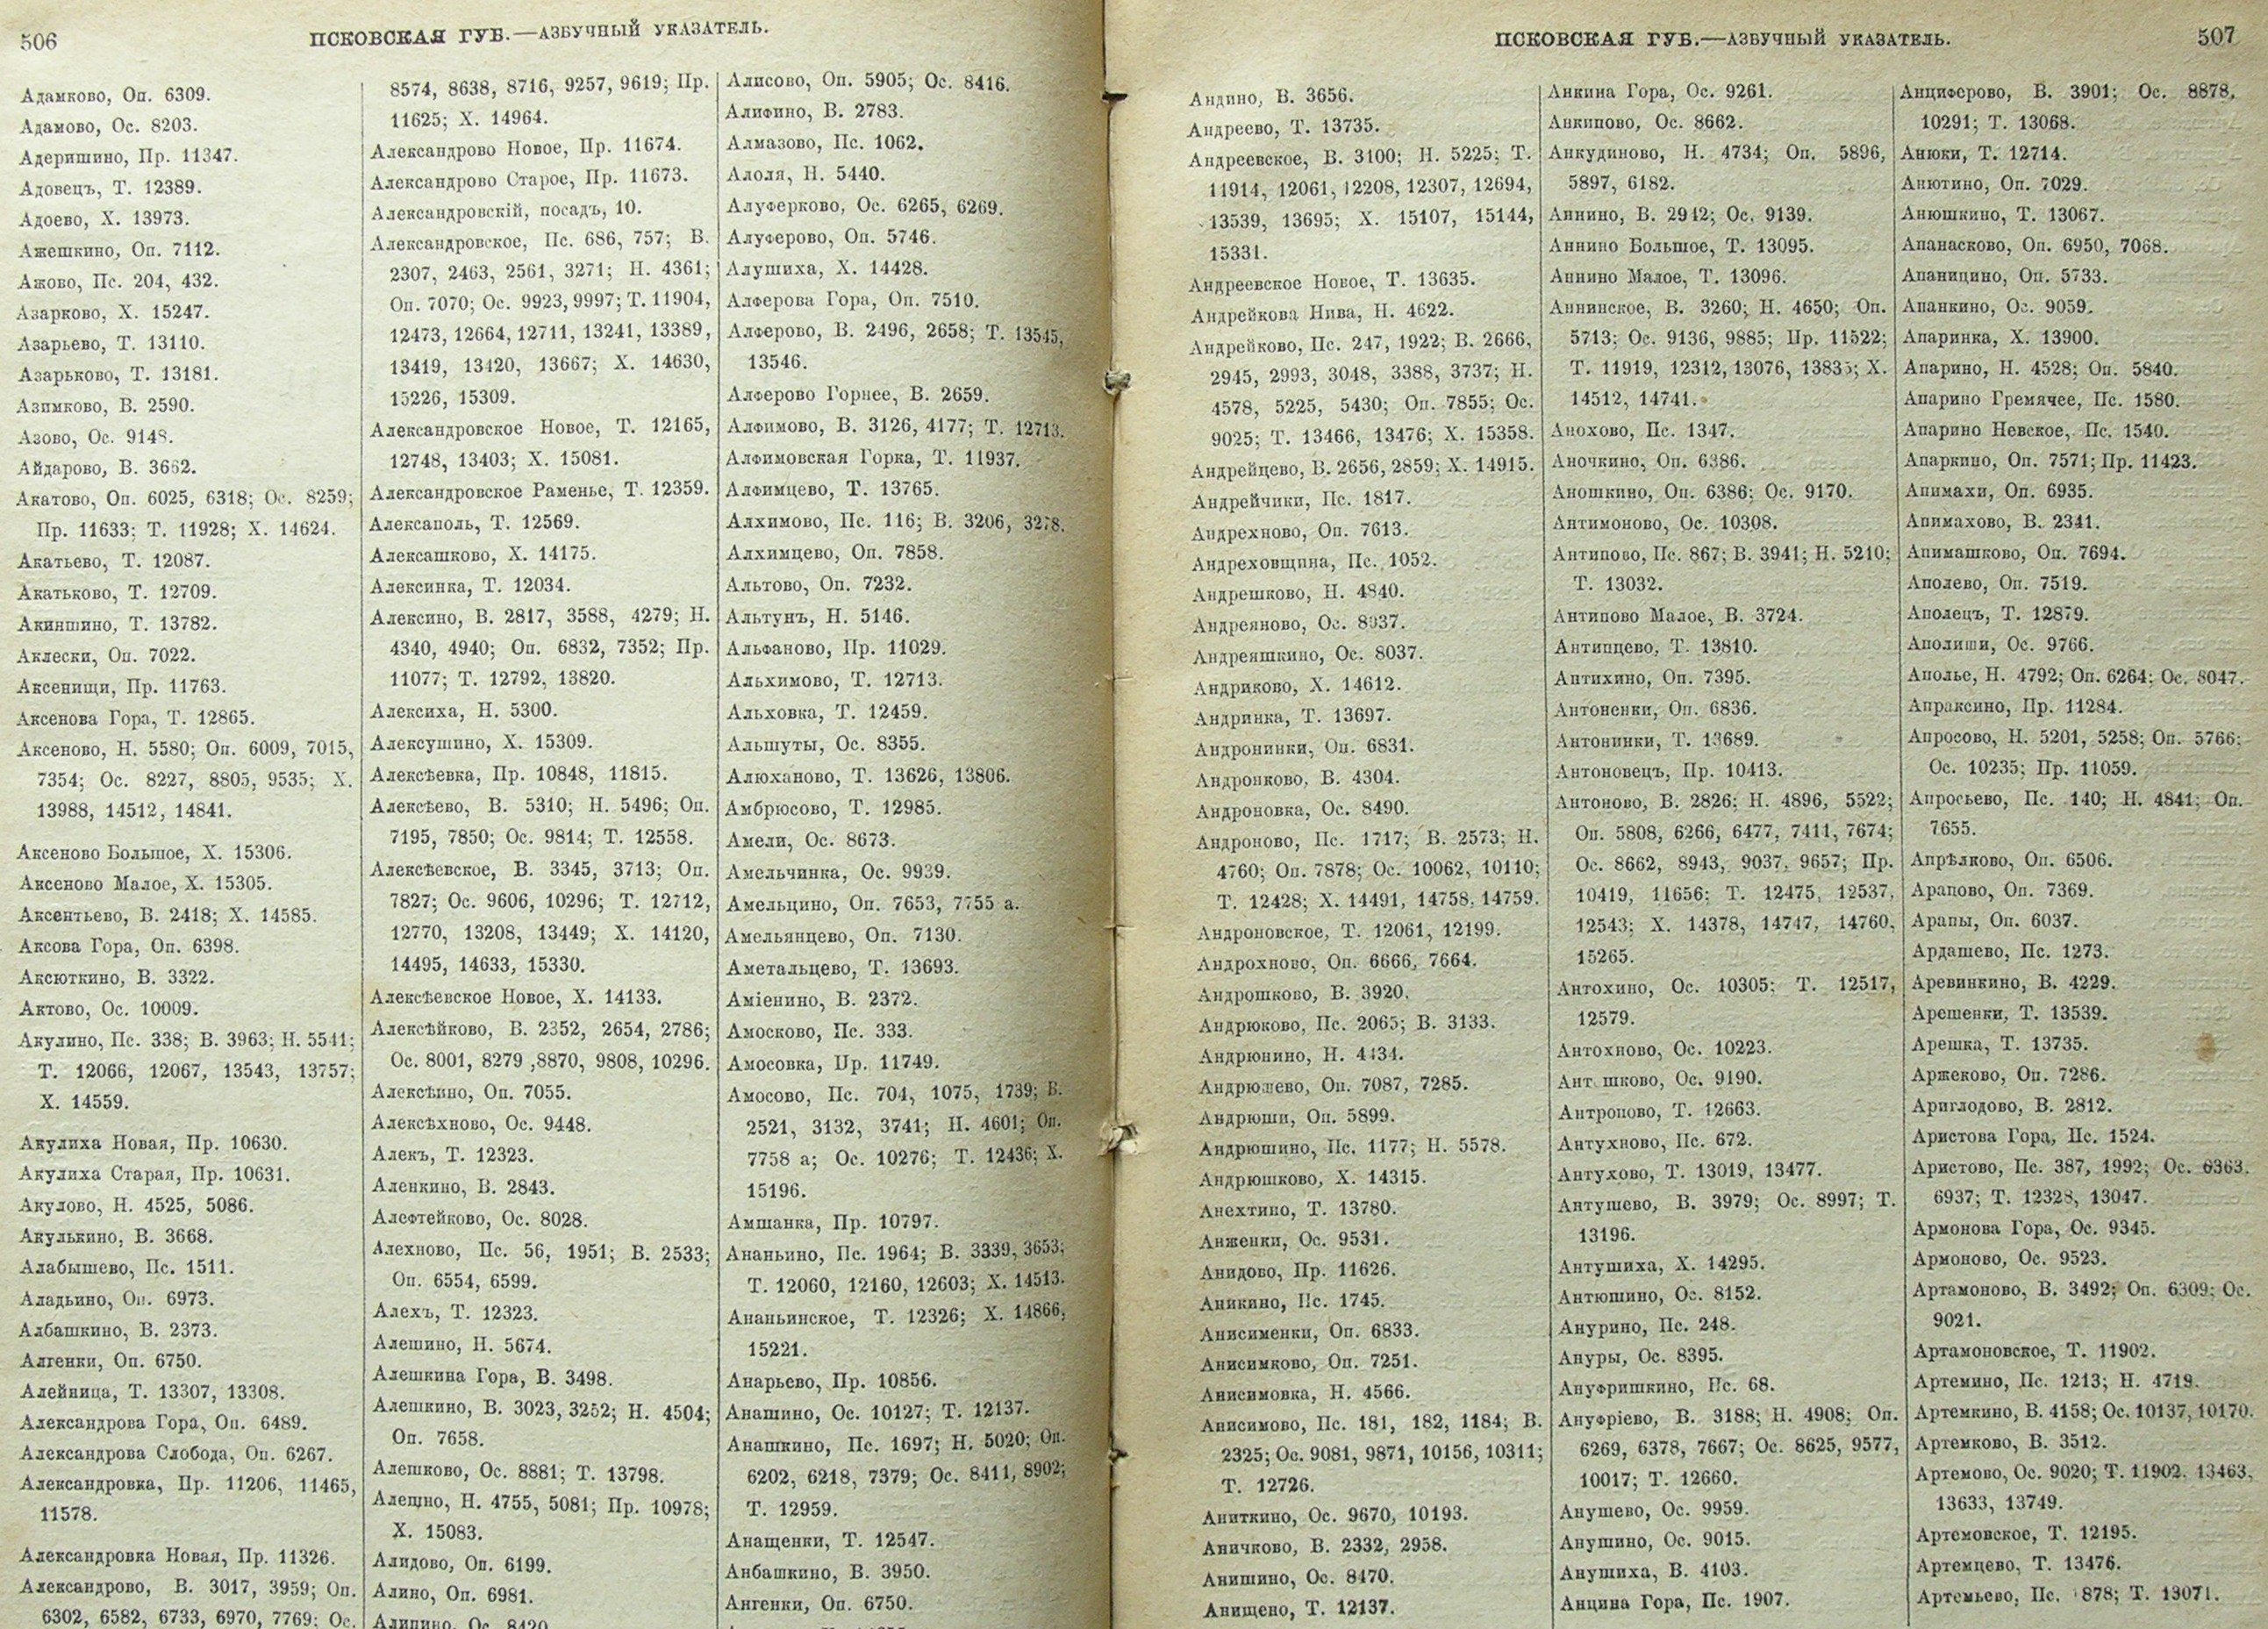 506
ПСКОВСКАЯ ГУБ.—АЗБУЧНЫЙ УКАЗАТЕЛЬ.
Адамково, Оп. 6309.
Адамово, Ос. 8203.
Адеришино, Пр. 11347.
Адовецъ, Т. 12389.
Адоево, Х. 13973.
Ажешкино, Оп. 7112.
Ажово, Пс. 204, 432.
Азарково, Х. 15247.
Азарьево, Т. 13110.
Азарьково, Т. 13181.
Азимково, В. 2590.
Азово, Ос. 9148.
Айдарово, В. 3662.
Акатово, Оп. 6025, 6318; Ос. 8259;
Пр. 11633; Т. 11928; Х. 14624.
Акатьево, Т. 12087.
Акатьково, Т. 12709.
Акиншино, Т. 13782.
Аклески, Оп. 7022.
Аксенищи, Пр. 11763.
Аксенова Гора, Т. 12865.
Аксеново, Н. 5580; Оп. 6009, 7015,
7354; Ос. 8227, 8805, 9535; Х.
13988, 14512, 14841.
Аксеново Большое, Х. 15306.
Аксеново Малое, Х. 15305.
Аксентьево, В. 2418; Х. 14585.
Аксова Гора, Оп. 6398.
Аксюткино, В. 3322.
Актово, Ос. 10009.
Акулино, Пс. 338; В. 3963; Н. 5541;
Т. 12066, 12067, 13543, 13757;
Х. 14559.
Акулиха Новая, Пр. 10630.
Акулиха Старая, Пр. 10631.
Акулово, Н. 4525, 5086.
Акулькино, В. 3668.
Алабышево, Пс. 1511.
Аладьино, Оп. 6973.
Албашкино, В. 2373.
Алгенки, Оп. 6750.
Алейница, Т. 13307, 13308.
Александрова Гора, Оп. 6489.
Александрова Слобода, Оп. 6267.
Александровка, Пр. 11206, 11465,
11578.
Александровка Новая, Пр. 11326.
Александрово, В. 3017, 3959; Оп.
6302, 6582, 6733, 6970, 7769; Ос.
8574, 8638, 8716, 9257, 9619; Пр.
11625; Х. 14964.
Александрово Новое, Пр. 11674.
Александрово Старое, Пр. 11673.
Александровскій, посадъ, 10.
Александровское, Пс. 686, 757; В.
2307, 2463, 2561, 3271; Н. 4361;
Оп. 7070; Ос. 9923, 9997; Т. 11904,
12473, 12664, 12711, 13241, 13389,
13419, 13420, 13667; Х. 14630,
15226, 15309.
Александровское Новое, Т. 12165,
12748, 13403; Х. 15081.
Александровское Раменье, Т. 12359.
Алексаполь, Т. 12569.
Алексашково, Х. 14175.
Алексинка, Т. 12034.
Алексино, В. 2817, 3588, 4279; Н.
4340, 4940; Оп. 6832, 7352; Пр.
11077; Т. 12792, 13820.
Алексиха, Н. 5300.
Алексушино, Х. 15309.
Алексѣевка, Пр. 10848, 11815.
Алексѣево, В. 5310; Н. 5496; Оп.
7195, 7850; Ос. 9814; Т. 12558.
Алексѣевское, В. 3345, 3713; Оп.
7827; Ос. 9606, 10296; Т. 12712,
12770, 13208, 13449; Х. 14120,
14495, 14633, 15330.
Алексѣевское Новое, Х. 14133.
Алексѣйково, В. 2352, 2654, 2786;
Ос. 8001, 8279 ,8870, 9808, 10296.
Алексѣино, Оп. 7055.
Алексѣхново, Ос. 9448.
Алекъ, Т. 12323.
Аленкино, В. 2843.
Алефтейково, Ос. 8028.
Алехново, Пс. 56, 1951; В. 2533;
Оп. 6554, 6599.
Алехъ, Т. 12323.
Алешино, Н. 5674.
Алешкина Гора, В. 3498.
Алешкино, В. 3023, 3252; Н. 4504;
Оп. 7658.
Алешково, Ос. 8881; Т. 13798.
Алещно, Н. 4755, 5081; Пр. 10978;
Х. 15083.
Алидово, Оп. 6199.
Алино, Оп. 6981.
Алипино, Ос. 8420
Алисово, Оп. 5905; Ос. 8416.
Алифино, В. 2783.
Алмазово, Пс. 1062.
Алоля, Н. 5440.
Алуферково, Ос. 6265, 6269.
Алуферово, Оп. 5746.
Алушиха, Х. 14428.
Алферова Гора, Оп. 7510.
Алферово, В. 2496, 2658; Т. 13545,
13546.
Алферово Горнее, В. 2659.
Алфимово, В. 3126, 4177; Т. 12713.
Алфимовская Горка, Т. 11937.
Алфимцево, Т. 13765.
Алхимово, Пс. 116; В. 3206, 3278.
Алхимцево, Оп. 7858.
Альтово, Оп. 7232.
Альтунъ, Н. 5146.
Альфаново, Пр. 11029.
Альхимово, Т. 12713.
Альховка, Т. 12459.
Альшуты, Ос. 8355.
Алюханово, Т. 13626, 13806.
Амбрюсово, Т. 12985.
Амели, Ос. 8673.
Амельчинка, Ос. 9939.
Амельцино, Оп. 7653, 7755 а.
Амельянцево, Оп. 7130.
Аметальцево, Т. 13693.
Аміенино, В. 2372.
Амосково, Пс. 333.
Амосовка, Пр. 11749.
Амосово, Пс. 704, 1075, 1739; В.
2521, 3132, 3741; Н. 4601; Оп.
7758 а; Ос. 10276; Т. 12436; Х.
15196.
Амшанка, Пр. 10797.
Ананьино, Пс. 1964; В. 3339, 3653;
Т. 12060, 12160, 12603; Х. 14513.
Ананьинское, Т. 12326; Х. 14866,
15221.
Анарьево, Пр. 10856.
Анашино, Ос. 10127; Т. 12137.
Анашкино, Пс. 1697; Н. 5020; Оп.
6202, 6218, 7379; Ос. 8411, 8902;
Т. 12959.
Анащенки, Т. 12547.
Анбашкино, В. 3950.
Ангенки, Оп. 6750.
507
ПСКОВСКАЯ ГУБ.—АЗБУЧНЫЙ УКАЗАТЕЛЬ.
Андино, В. 3656.
Андреево, Т. 13735.
Андреевское, В. 3100; Н. 5225; Т.
11914, 12061, 12208, 12307, 12694,
13539, 13695; Х. 15107, 15144,
15331.
Андреевское Новое, Т. 13635.
Андрейкова Нива, Н. 4622.
Андрейково, Пс. 247, 1922; В. 2666,
2945, 2993, 3048, 3388, 3737; Н.
4578, 5225, 5430; Оп. 7855; Ос.
9025; Т. 13466, 13476; Х. 15358.
Андрейцево, В. 2656, 2859; Х. 14915.
Андрейчики, Пс. 1817.
Андрехново, Оп. 7613.
Андреховщина, Пс. 1052.
Андрешково, Н. 4840.
Андреяново, Ос. 8937.
Андреяшкино, Ос. 8037.
Андриково, Х. 14612.
Андринка, Т. 13697.
Андронинки, Оп. 6831.
Андронково, В. 4304.
Андроновка, Ос. 8490.
Андроново, Пс. 1717; В. 2573; Н.
4760; Оп. 7878; Ос. 10062, 10110;
Т. 12428; Х. 14491, 14758, 14759.
Андроновское, Т. 12061, 12199.
Андрохново, Оп. 6666, 7664.
Андрошково, В. 3920.
Андрюково, Пс. 2065; В. 3133.
Андрюнино, Н. 4434.
Андрюшево, Оп. 7087, 7285.
Андрюши, Оп. 5899.
Андрюшино, Пс. 1177; Н. 5578.
Андрюшково, Х. 14315.
Анехтино, Т. 13780.
Анженки, Ос. 9531.
Анидово, Пр. 11626.
Аникино, Пс. 1745.
Анисименки, Оп. 6833.
Анисимково, Оп. 7251.
Анисимовка, Н. 4566.
Анисимово, Пс. 181, 182, 1184; В.
2325; Ос. 9081, 9871, 10156, 10311;
Т. 12726.
Аниткино, Ос. 9670, 10193.
Аничково, В. 2332, 2958.
Анишино, Ос. 8470.
Анищено, Т. 12137.
Анкина Гора, Ос. 9261.
Анкипово, Ос. 8662.
Анкудиново, Н. 4734; Оп. 5896,
5897, 6182.
Аннино, В. 2942; Ос. 9139.
Аннино Большое, Т. 13095.
Аннино Малое, Т. 13096.
Аннинское, В. 3260; Н. 4650; Оп.
5713; Ос. 9136, 9885; Пр. 11522;
Т. 11919, 12312, 13076, 13835; Х.
14512, 14741.
Анохово, Пс. 1347.
Аночкино, Оп. 6386.
Аношкино, Оп. 6386; Ос. 9170.
Антимоново, Ос. 10308.
Антипово, Пс. 867; В. 3941; Н. 5210;
Т. 13032.
Антипово Малое, В. 3724.
Антипцево, Т. 13810.
Антихино, Оп. 7395.
Антоненки, Оп. 6836.
Антонинки, Т. 13689.
Антоновецъ, Пр. 10413.
Антоново, В. 2826; Н. 4896, 5522;
Оп. 5808, 6266, 6477, 7411, 7674;
Ос. 8662, 8943, 9037, 9657; Пр.
10419, 11656; Т. 12475, 12537,
12543; Х. 14378, 14747, 14760,
15265.
Антохино, Ос. 10305; Т. 12517,
12579.
Антохново, Ос. 10223.
Ант шково, Ос. 9190.
Антропово, Т. 12663.
Антухново, Пс. 672.
Антухово, Т. 13019, 13477.
Антушево, В. 3979; Ос. 8997; Т.
13196.
Антушиха, Х. 14295.
Антюшино, Ос. 8152.
Анурино, Пс. 248.
Ануры, Ос. 8395.
Ануфришкино, Пс. 68.
Ануфріево, В. 3188; Н. 4908; Оп.
6269, 6378, 7667; Ос. 8625, 9577,
10017; Т. 12660.
Анушево, Ос. 9959.
Анушино, Ос. 9015.
Анушиха, В. 4103.
Анцина Гора, Пс. 1907.
Анциферово, В. 3901; Ос. 8878,
10291; Т. 13068.
Анюки, Т. 12714.
Анютино, Оп. 7029.
Анюшкино, Т. 13067.
Апанасково, Оп. 6950, 7068.
Апаницино, Оп. 5733.
Апанкино, Ос. 9059.
Апаринка, Х. 13900.
Апарино, Н. 4528; Оп. 5840.
Апарино Гремячее, Пс. 1580.
Апарино Невское, Пс. 1540.
Апаркино, Оп. 7571; Пр. 11423.
Апимахи, Оп. 6935.
Апимахово, В. 2341.
Апимашково, Оп. 7694.
Аполево, Оп. 7519.
Аполецъ, Т. 12879.
Аполиши, Ос. 9766.
Аполье, Н. 4792; Оп. 6264; Ос. 8047.
Апраксино, Пр. 11284.
Апросово, Н. 5201, 5258; Оп. 5766;
Ос. 10235; Пр. 11059.
Апросьево, Пс. 140; Н. 4841; Оп.
7655.
Апрѣлково, Оп. 6506.
Арапово, Оп. 7369.
Арапы, Оп. 6037.
Ардашево, Пс. 1273.
Аревинкино, В. 4229.
Арешенки, Т. 13539.
Арешка, Т. 13735.
Аржеково, Оп. 7286.
Ариглодово, В. 2812.
Аристова Гора, Пс. 1524.
Аристово, Пс. 387, 1992; Ос. 6363.
6937; Т. 12328, 13047.
Армонова Гора, Ос. 9345.
Армоново, Ос. 9523.
Артамоново, В. 3492; Оп. 6309; Ос.
9021.
Артамоновское, Т. 11902.
Артемино, Пс. 1213; Н. 4719.
Артемкино, В. 4158; Ос. 10137, 10170.
Артемково, В. 3512.
Артемово, Ос. 9020; Т. 11902, 13463,
13633, 13749.
Артемовское, Т. 12195.
Артемцево, Т. 13476.
Артемьево, Пс. 878; Т. 13071.